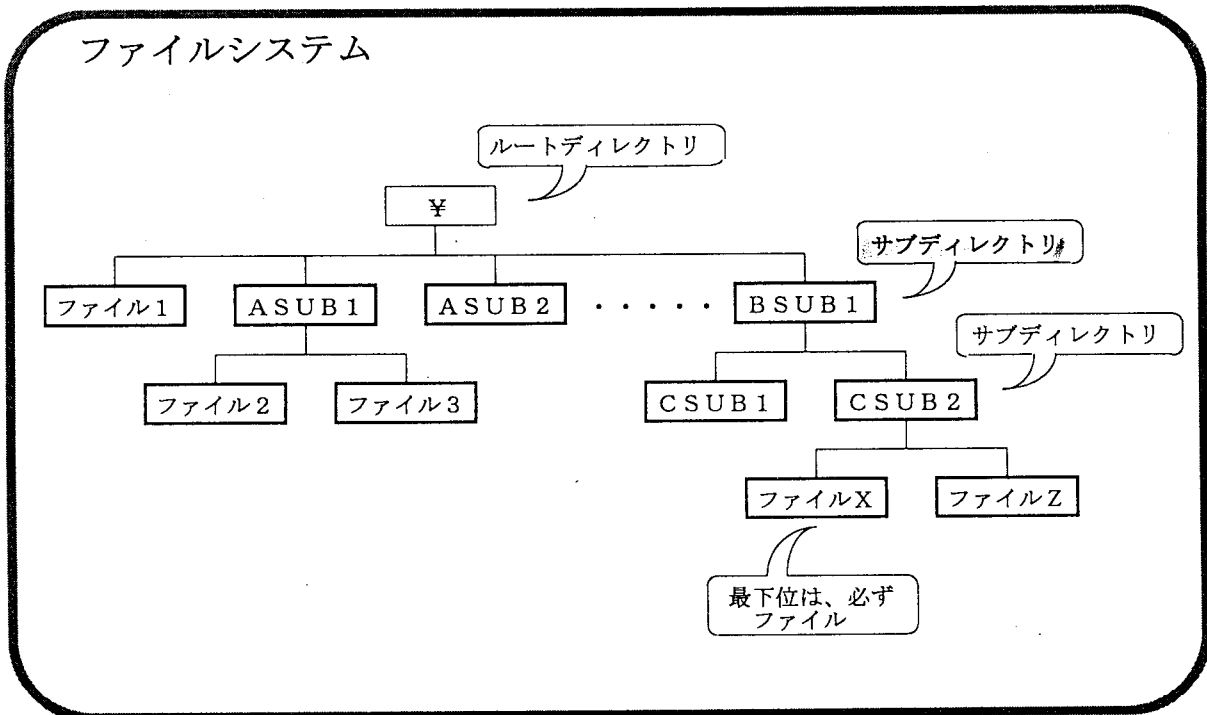 ファイルシステム
ルートディレクトリ
¥
サブディレクトリ
ファイル1
ASUB1
ASUB2
・・・・・
BSUB1
サブディレクトリ
ファイル2
ファイル3
CSUB1
CSUB2
ファイルX
ファイルZ
最下位は、必ず
ファイル